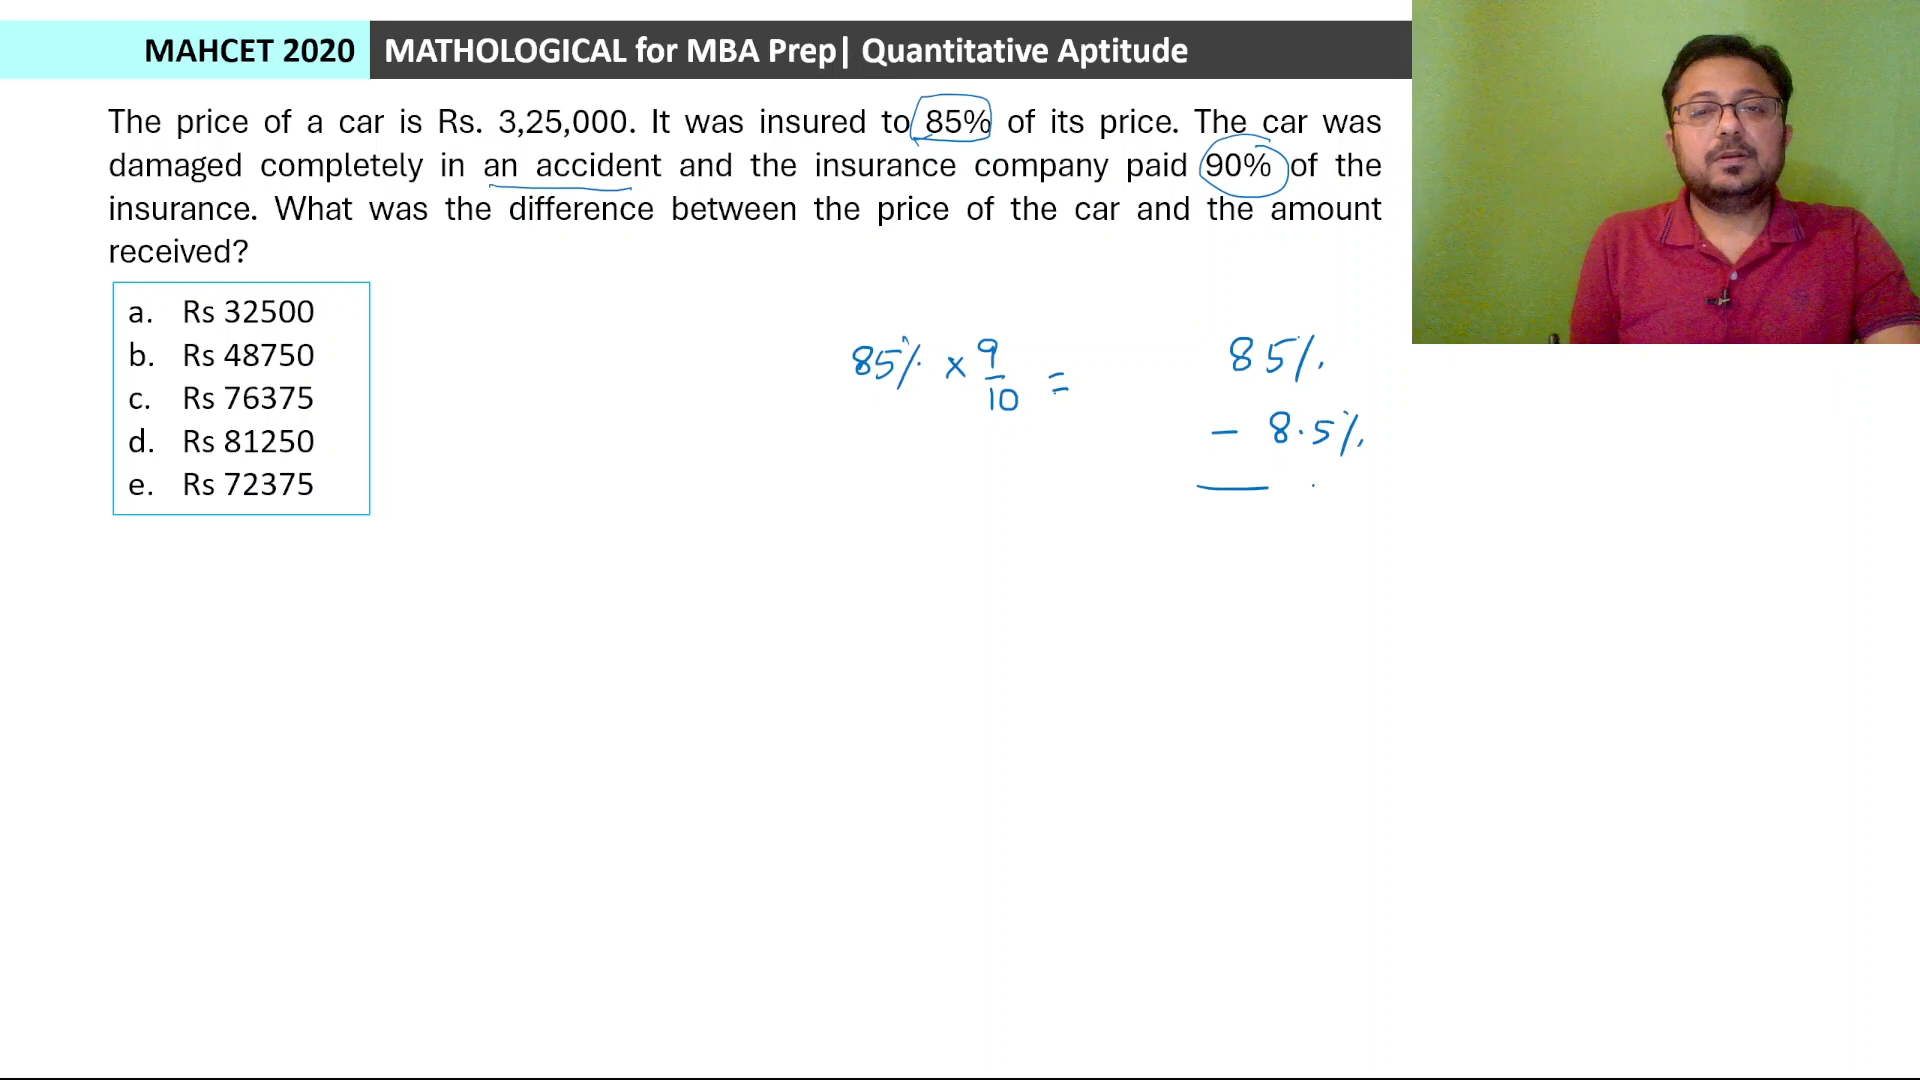 MAHCET 2020
MATHOLOGICAL for MBA Prep| Quantitative Aptitude
The price of a car is Rs. 3,25,000. It was insured to 85% of its price. The car was
damaged completely in an accident and the insurance company paid 90% of the
insurance. What was the difference between the price of the car and the amount
received?
a. Rs 32500
b. Rs 48750
c. Rs 76375
d. Rs 81250
e. Rs 72375
85% × 9/10 =
85%
- 8.5%